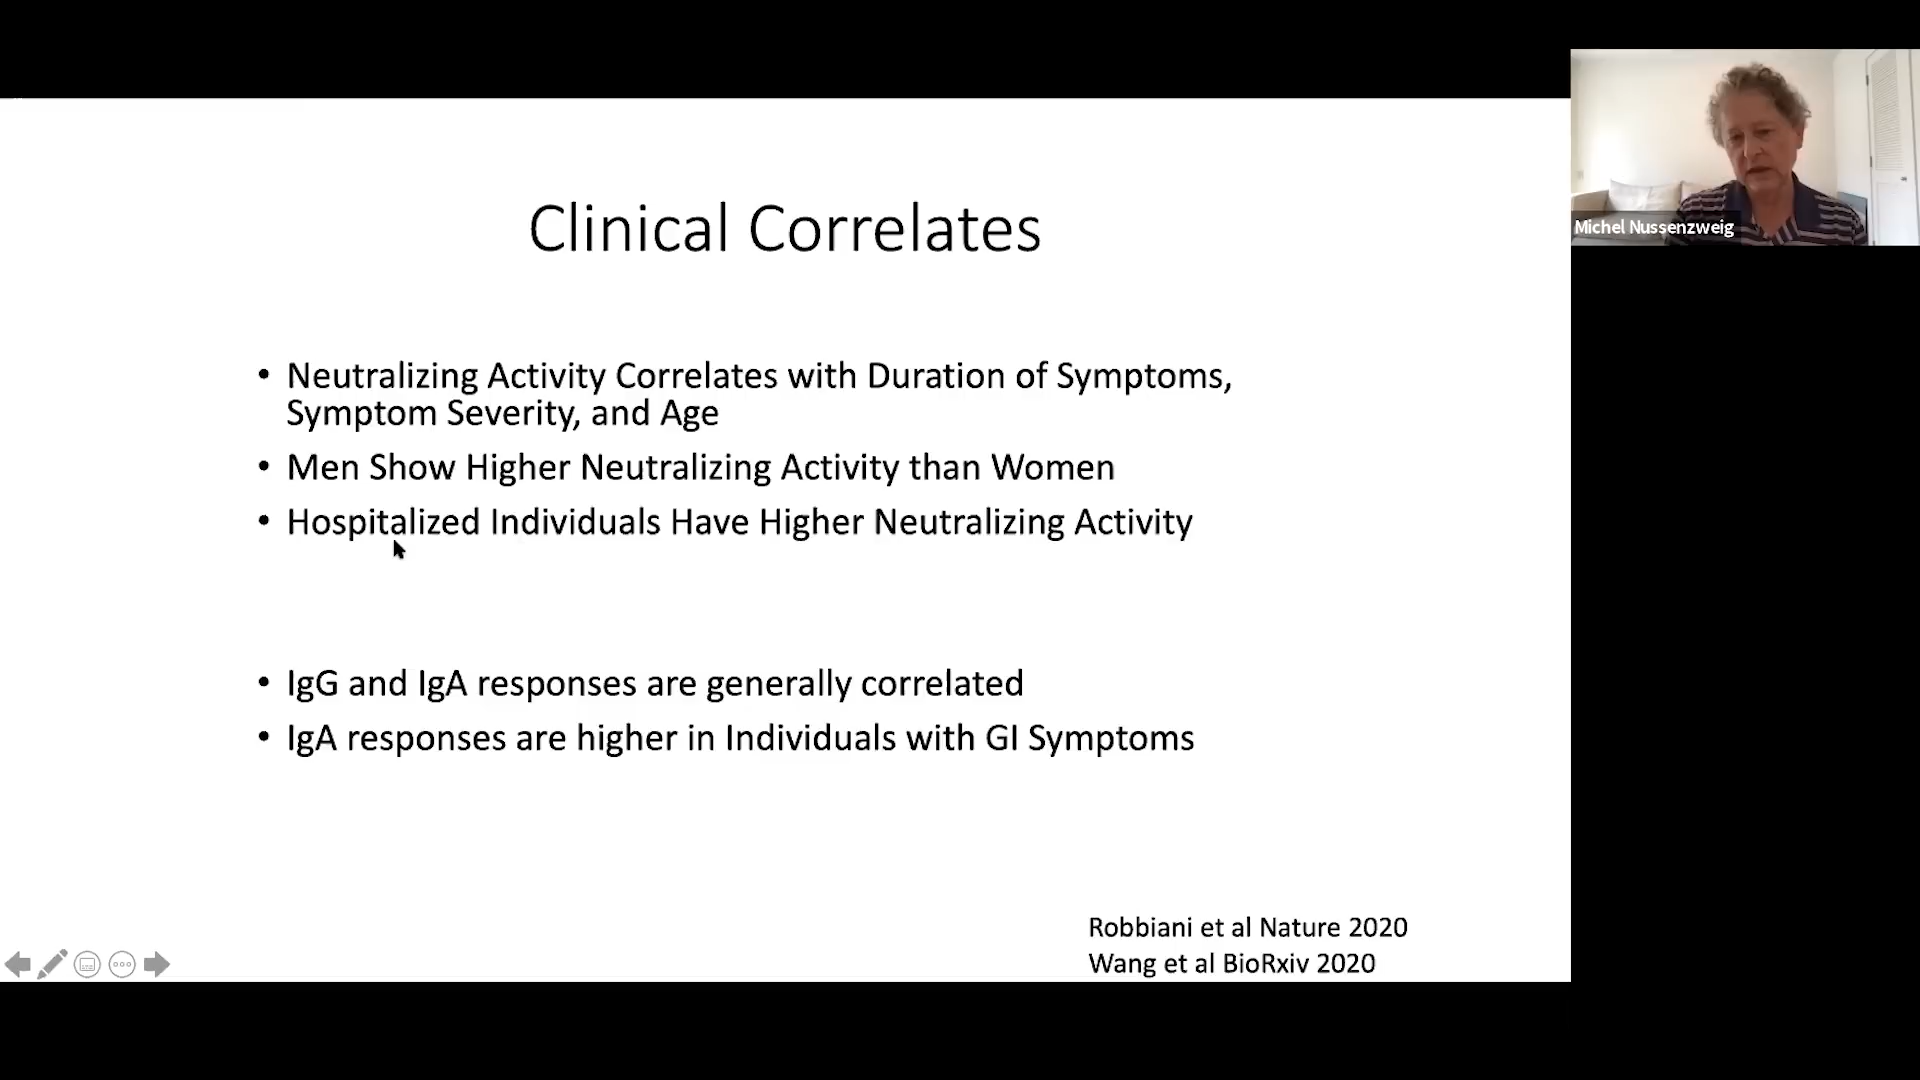 Clinical Correlates
• Neutralizing Activity Correlates with Duration of Symptoms,
Symptom Severity, and Age
• Men Show Higher Neutralizing Activity than Women
• Hospitalized Individuals Have Higher Neutralizing Activity
• IgG and IgA responses are generally correlated
• IgA responses are higher in Individuals with GI Symptoms
Robbiani et al Nature 2020
Wang et al BioRxiv 2020
Michel Nussenzweig